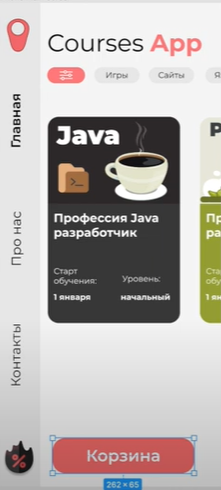 Courses App
Игры
Сайты
Главная
Про нас
Контакты
Java
Профессия Java
разработчик
Старт
обучения:
1 января
Уровень:
начальный
Корзина
262 × 65